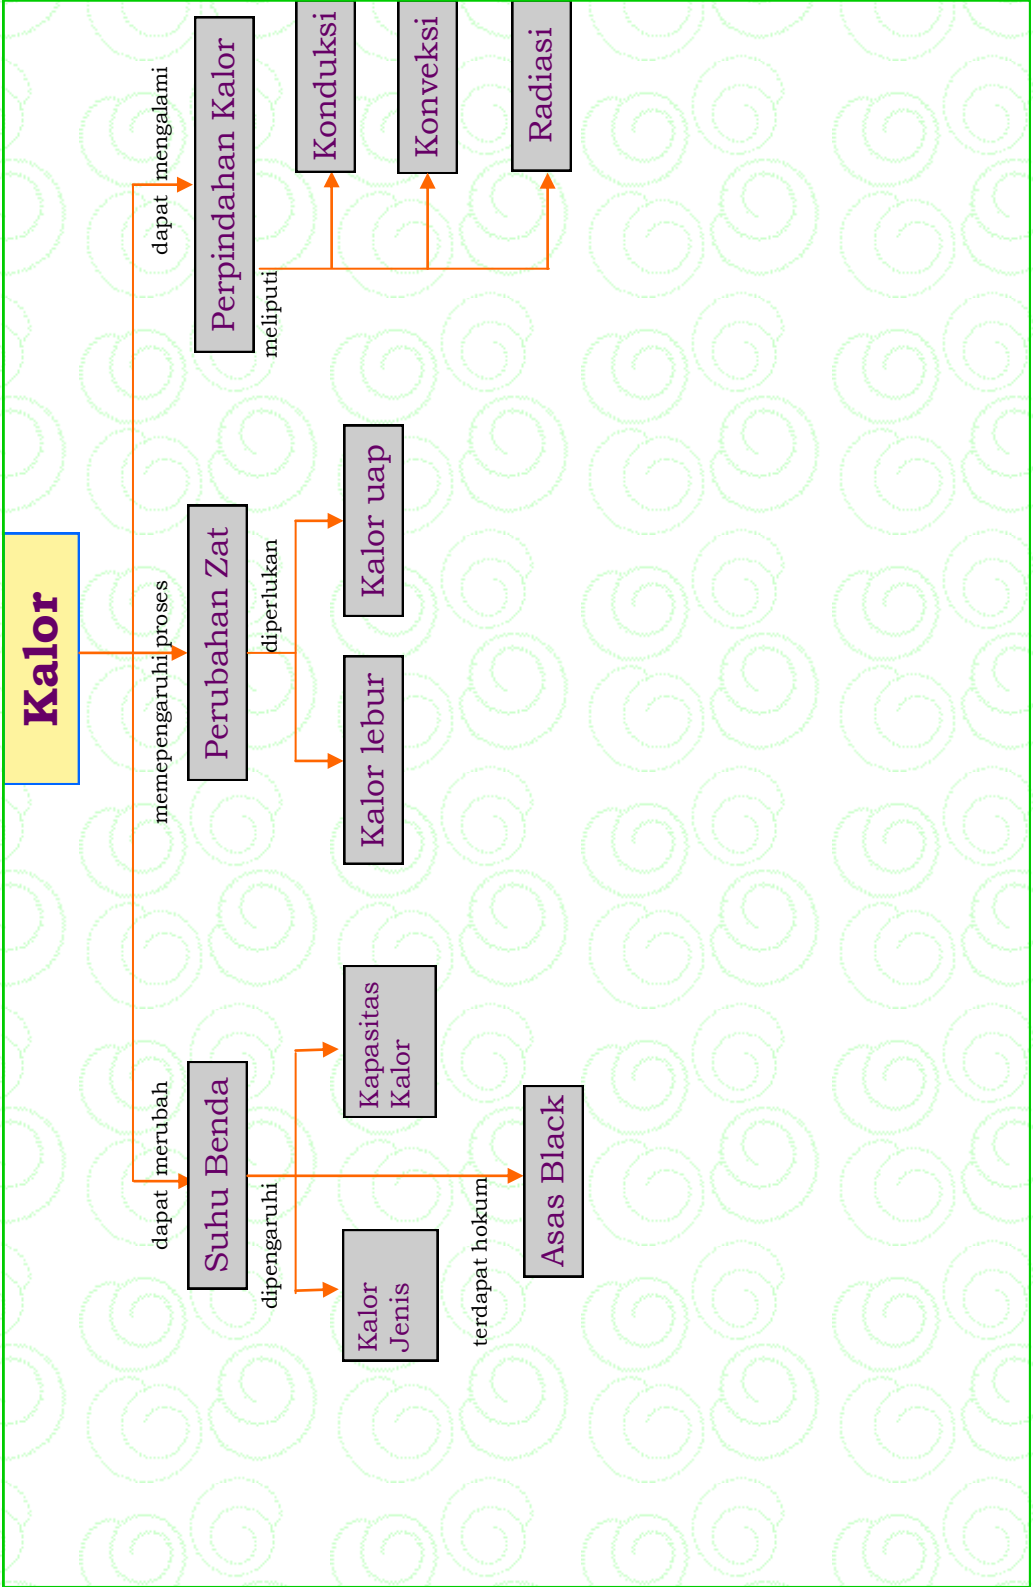 Kalor
dapat merubah
memepengaruhi proses
dapat mengalami
Suhu Benda
Perubahan Zat
Perpindahan Kalor
dipengaruhi
diperlukan
meliputi
Kalor
Jenis
Kapasitas
Kalor
Kalor lebur
Kalor uap
Konduksi
Konveksi
Radiasi
terdapat hokum
Asas Black